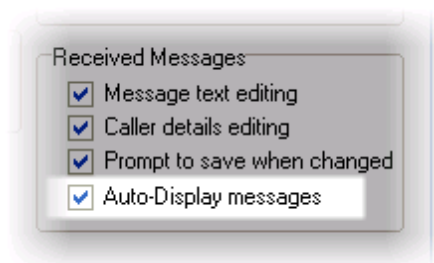 Received Messages
Message text editing
Caller details editing
Prompt to save when changed
Auto-Display messages